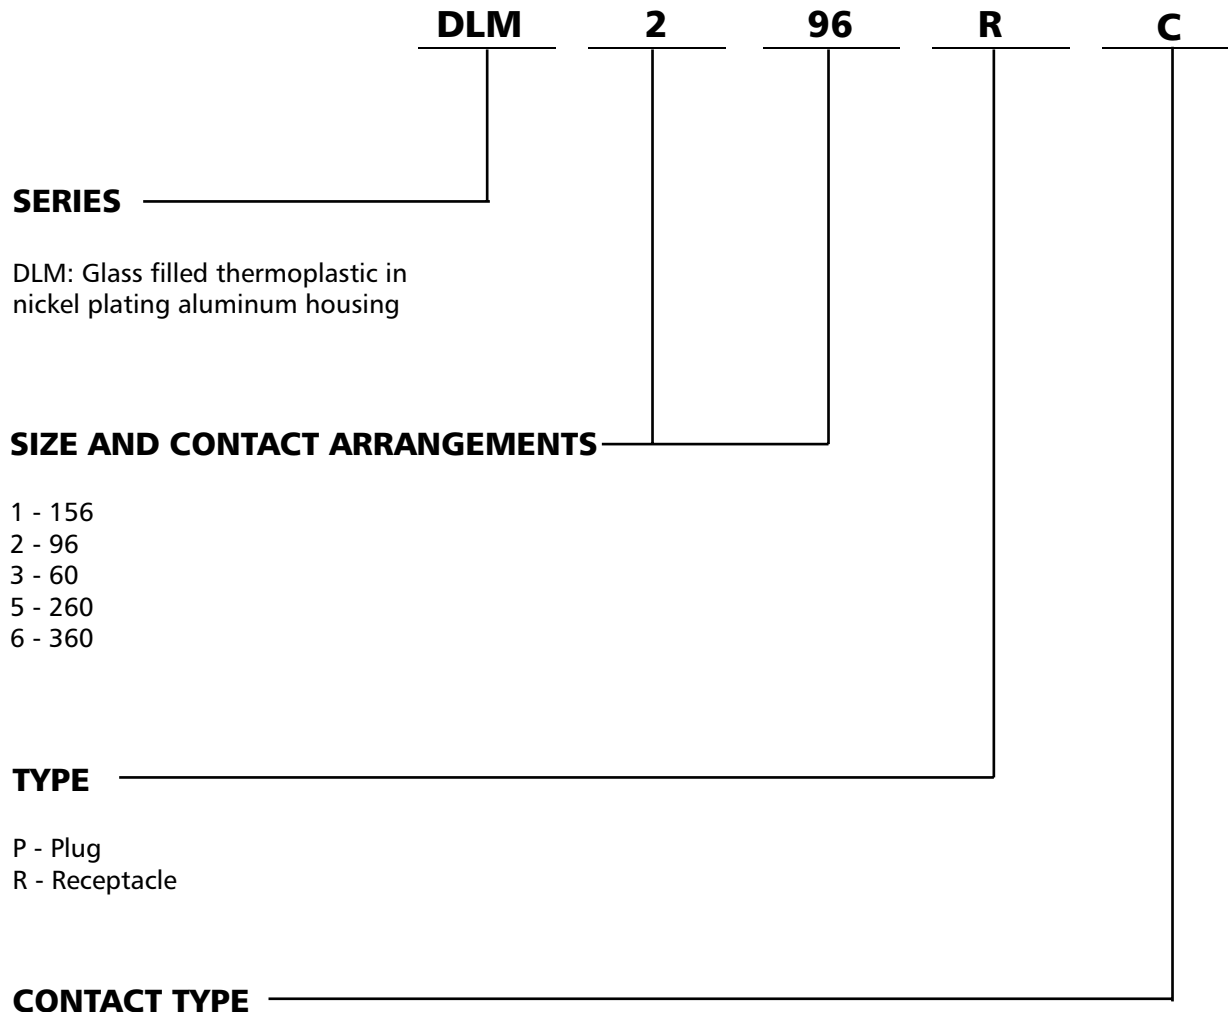 DLM 2 96 R C
SERIES
DLM: Glass filled thermoplastic in
nickel plating aluminum housing
SIZE AND CONTACT ARRANGEMENTS
1 - 156
2 - 96
3 - 60
5 - 260
6 - 360
TYPE
P - Plug
R - Receptacle
CONTACT TYPE